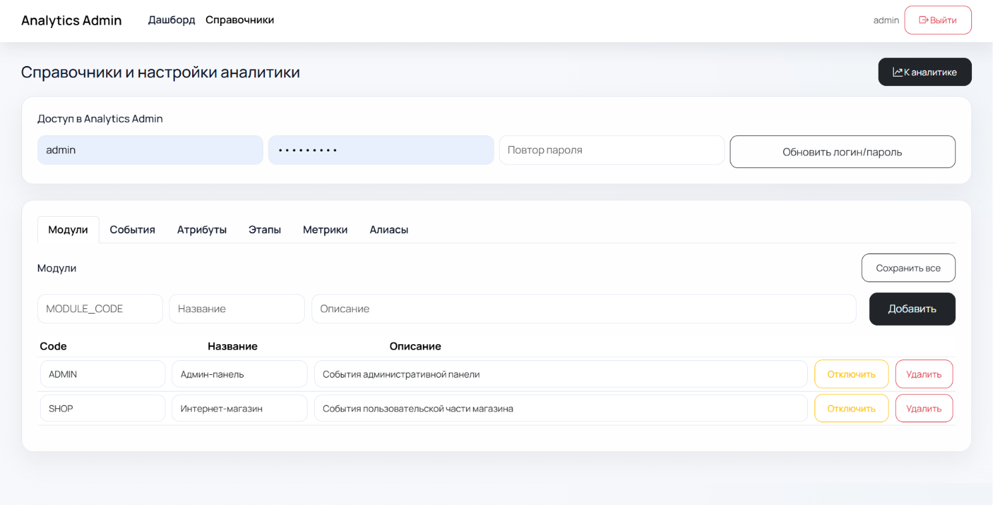 Analytics Admin Дашборд Справочники admin Выйти
Справочники и настройки аналитики К аналитике
Доступ в Analytics Admin
admin ••••••••• Повтор пароля Обновить логин/пароль
Модули События Атрибуты Этапы Метрики Алиасы
Модули Сохранить все
MODULE_CODE Название Описание Добавить
Code Название Описание
ADMIN Админ-панель События административной панели Отключить Удалить
SHOP Интернет-магазин События пользовательской части магазина Отключить Удалить